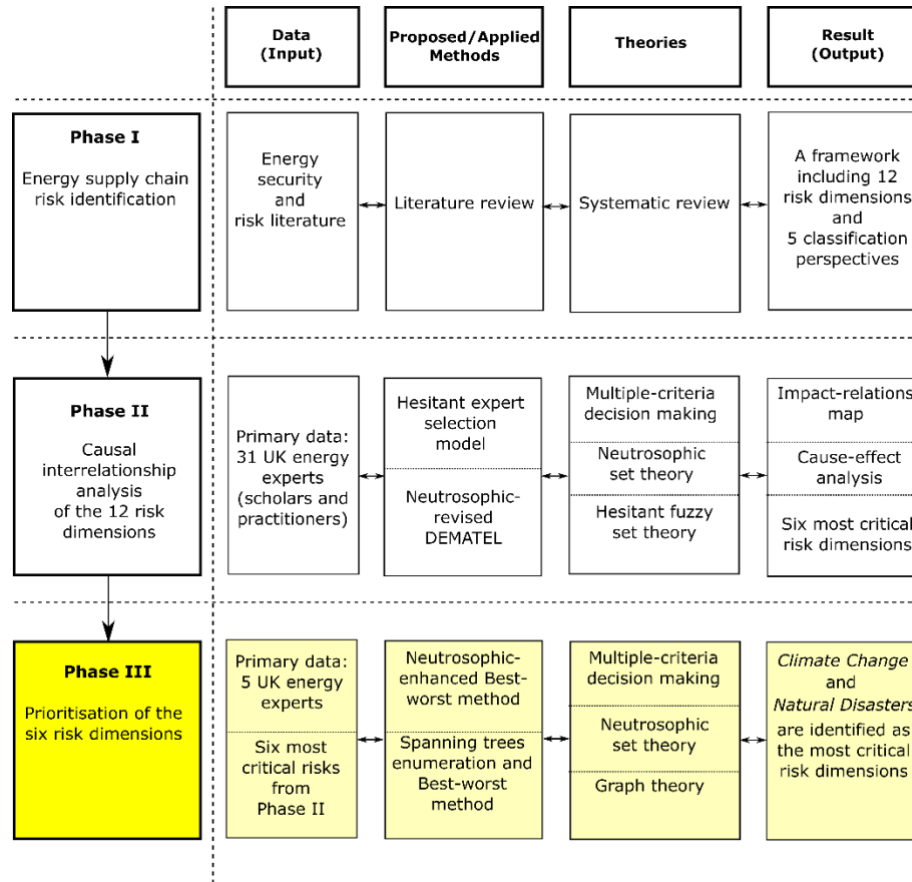 Data
(Input)
Proposed/Applied
Methods
Theories
Result
(Output)
Phase I
Energy supply chain
risk identification
Energy
security
and
risk literature
Literature review
Systematic review
A framework
including 12
risk dimensions
and
5 classification
perspectives
Phase II
Causal
interrelationship
analysis
of the 12 risk
dimensions
Primary data:
31 UK energy
experts
(scholars and
practitioners)
Hesitant expert
selection
model
Neutrosophic-
revised
DEMATEL
Multiple-criteria
decision making
Neutrosophic
set theory
Hesitant fuzzy
set theory
Impact-relations
map
Cause-effect
analysis
Six most critical
risk dimensions
Phase III
Prioritisation of the
six risk dimensions
Primary data:
5 UK energy
experts
Six most
critical risks
from
Phase II
Neutrosophic-
enhanced Best-
worst method
Spanning trees
enumeration and
Best-worst
method
Multiple-criteria
decision making
Neutrosophic
set theory
Graph theory
Climate Change
and
Natural Disasters
are identified as
the most critical
risk dimensions